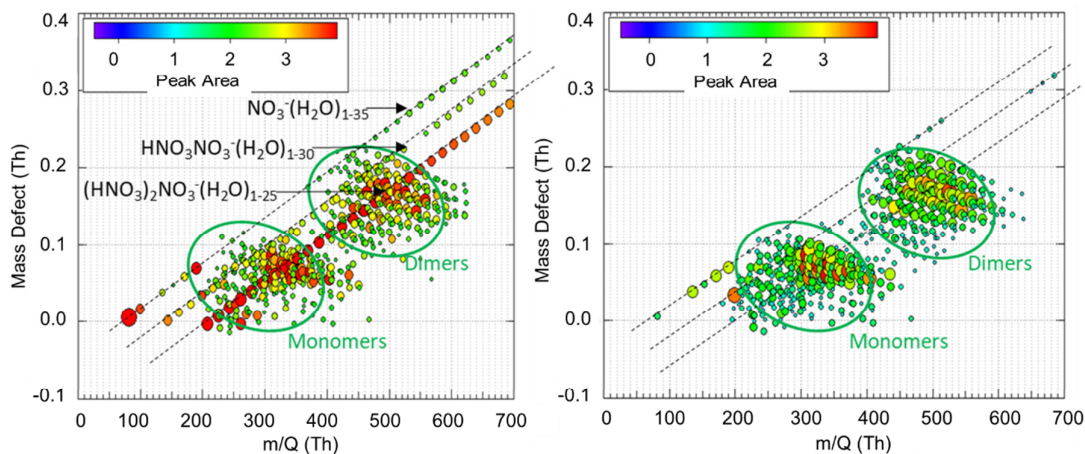 0.4
0.3
0.2
0.1
0.0
-0.1
Mass Defect (Th)
0 1 2 3
Peak Area
NO₃⁻(H₂O)₁₋₃₅
HNO₃NO₃⁻(H₂O)₁₋₃₀
(HNO₃)₂NO₃⁻(H₂O)₁₋₂₅
Dimers
Monomers
0 100 200 300 400 500 600 700
m/Q (Th)
0.4
0.3
0.2
0.1
0.0
-0.1
Mass Defect (Th)
0 1 2 3
Peak Area
Dimers
Monomers
0 100 200 300 400 500 600 700 800
m/Q (Th)